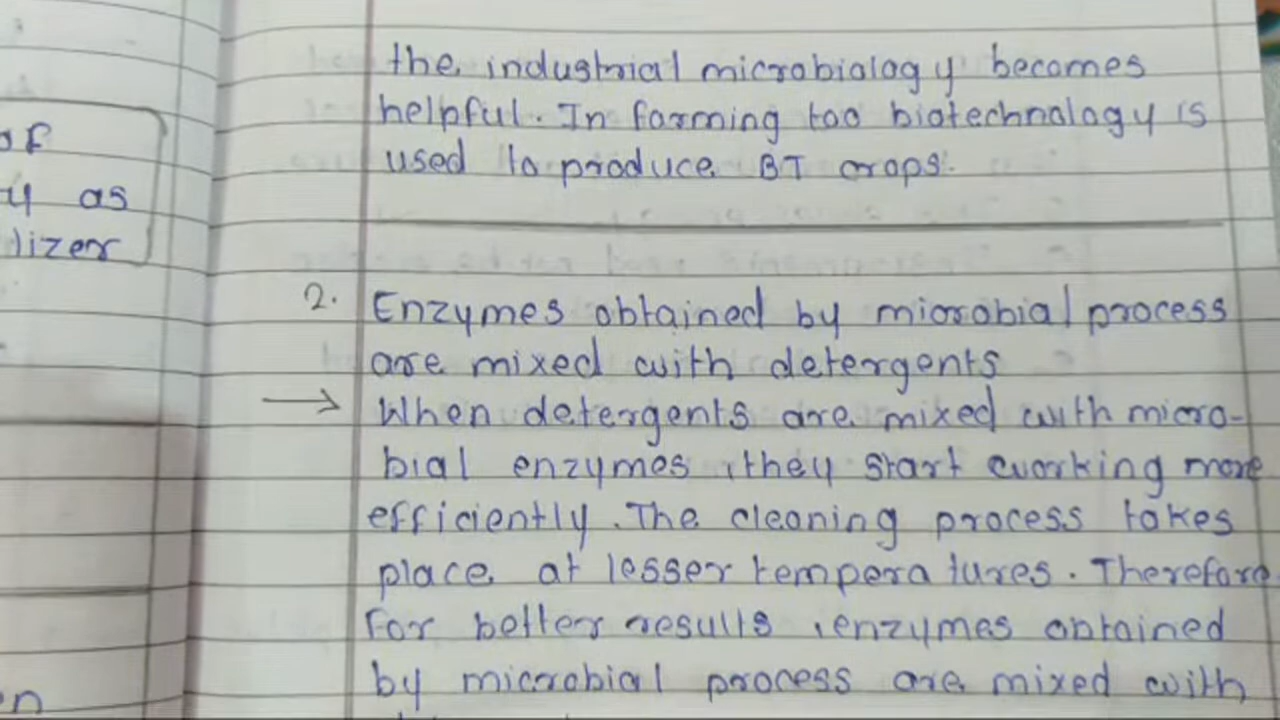 of
y as
lizer
the industrial microbiology becomes
helpful. In farming too biotechnology is
used to produce BT crops.
2. Enzymes obtained by microbial process
are mixed with detergents
→ When detergents are mixed with micro-
bial enzymes, they start working more
efficiently. The cleaning process takes
place at lesser temperatures. Therefore
for better results, enzymes obtained
by microbial process are mixed with